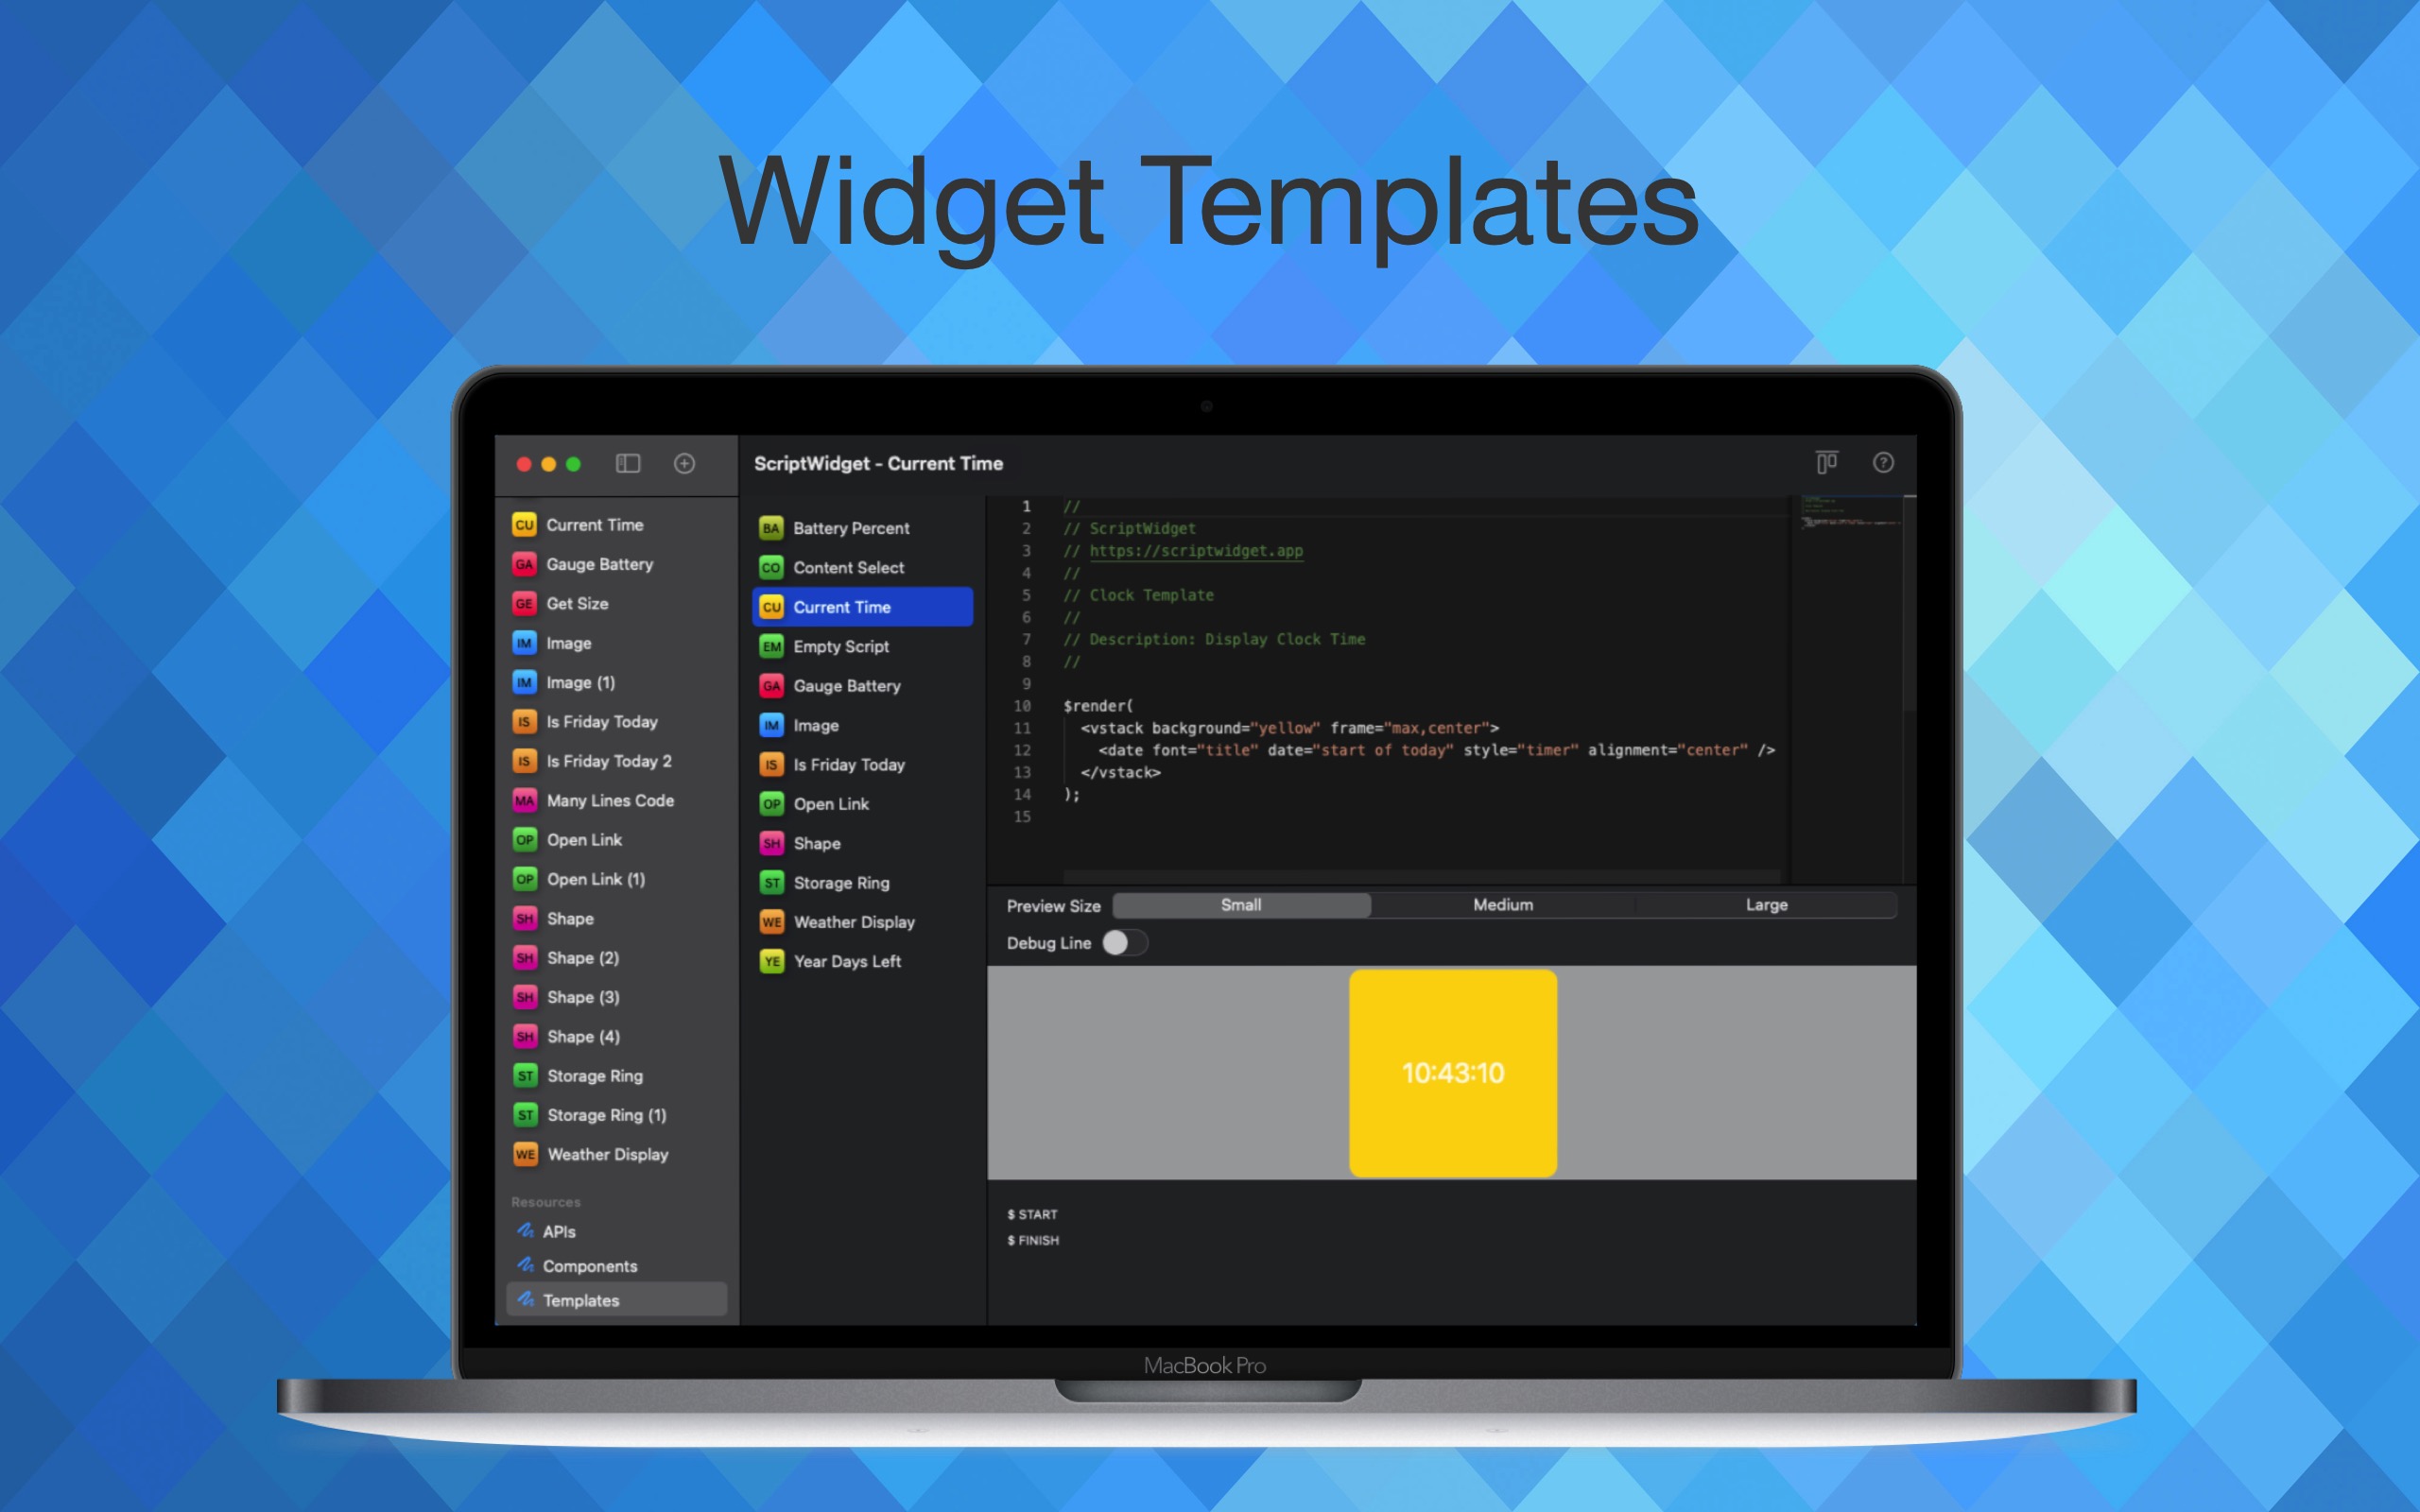 Widget Templates
ScriptWidget - Current Time
CU Current Time
GA Gauge Battery
GE Get Size
IM Image
IM Image (1)
IS Is Friday Today
IS Is Friday Today 2
MA Many Lines Code
OP Open Link
OP Open Link (1)
SH Shape
SH Shape (2)
SH Shape (3)
SH Shape (4)
ST Storage Ring
ST Storage Ring (1)
WE Weather Display
Resources
APIs
Components
Templates
BA Battery Percent
CO Content Select
CU Current Time
EM Empty Script
GA Gauge Battery
IM Image
IS Is Friday Today
OP Open Link
SH Shape
ST Storage Ring
WE Weather Display
YE Year Days Left
1 //
2 // ScriptWidget
3 // https://scriptwidget.app
4 //
5 // Clock Template
6 //
7 // Description: Display Clock Time
8 //
9
10 $render(
11 <vstack background="yellow" frame="max,center">
12 <date font="title" date="start of today" style="timer" alignment="center" />
13 </vstack>
14 );
15
Preview Size Small Medium Large
Debug Line
10:43:10
$ START
$ FINISH
MacBook Pro